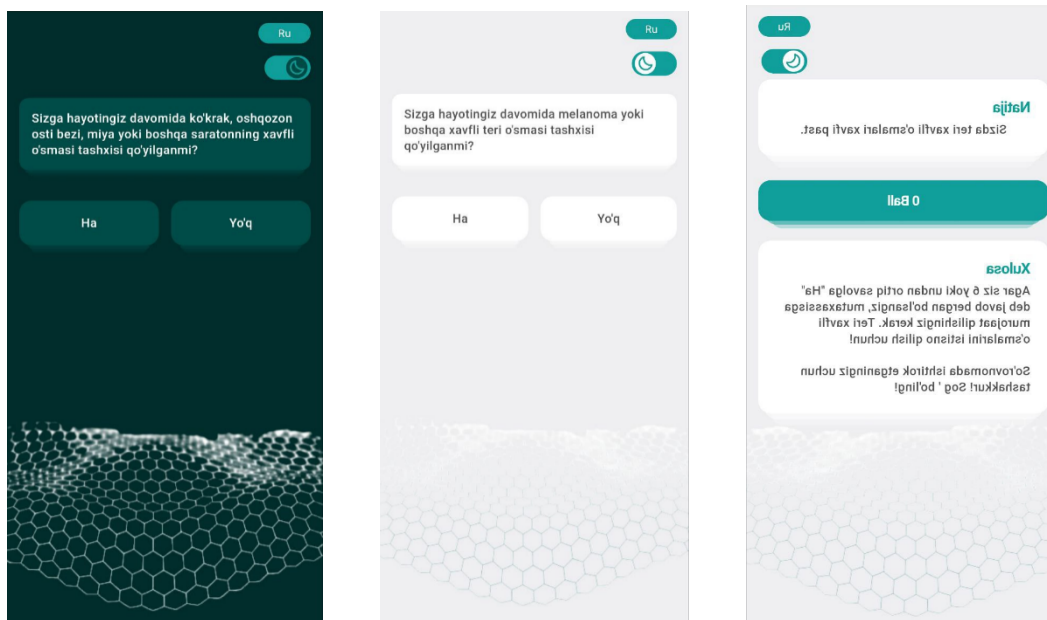 Ru
Sizga hayotingiz davomida ko'krak, oshqozon
osti bezi, miya yoki boshqa saratonning xavfli
o'smasi tashxisi qo'yilganmi?
Ha
Yo'q
Ru
Sizga hayotingiz davomida melanoma yoki
boshqa xavfli teri o'smasi tashxisi
qo'yilganmi?
Ha
Yo'q
Ru
Natija
Sizda teri xavfli o'smalari xavfi past.
0 Ball
Xulosa
Agar siz 6 yoki undan ortiq savolga "Ha"
deb javob bergan bo'lsangiz, mutaxassisga
murojaat qilishingiz kerak. Teri xavfli
o'smalarini istisno qilish uchun!
So'rovnomada ishtirok etganingiz uchun
tashakkur! Sog ' bo'ling!